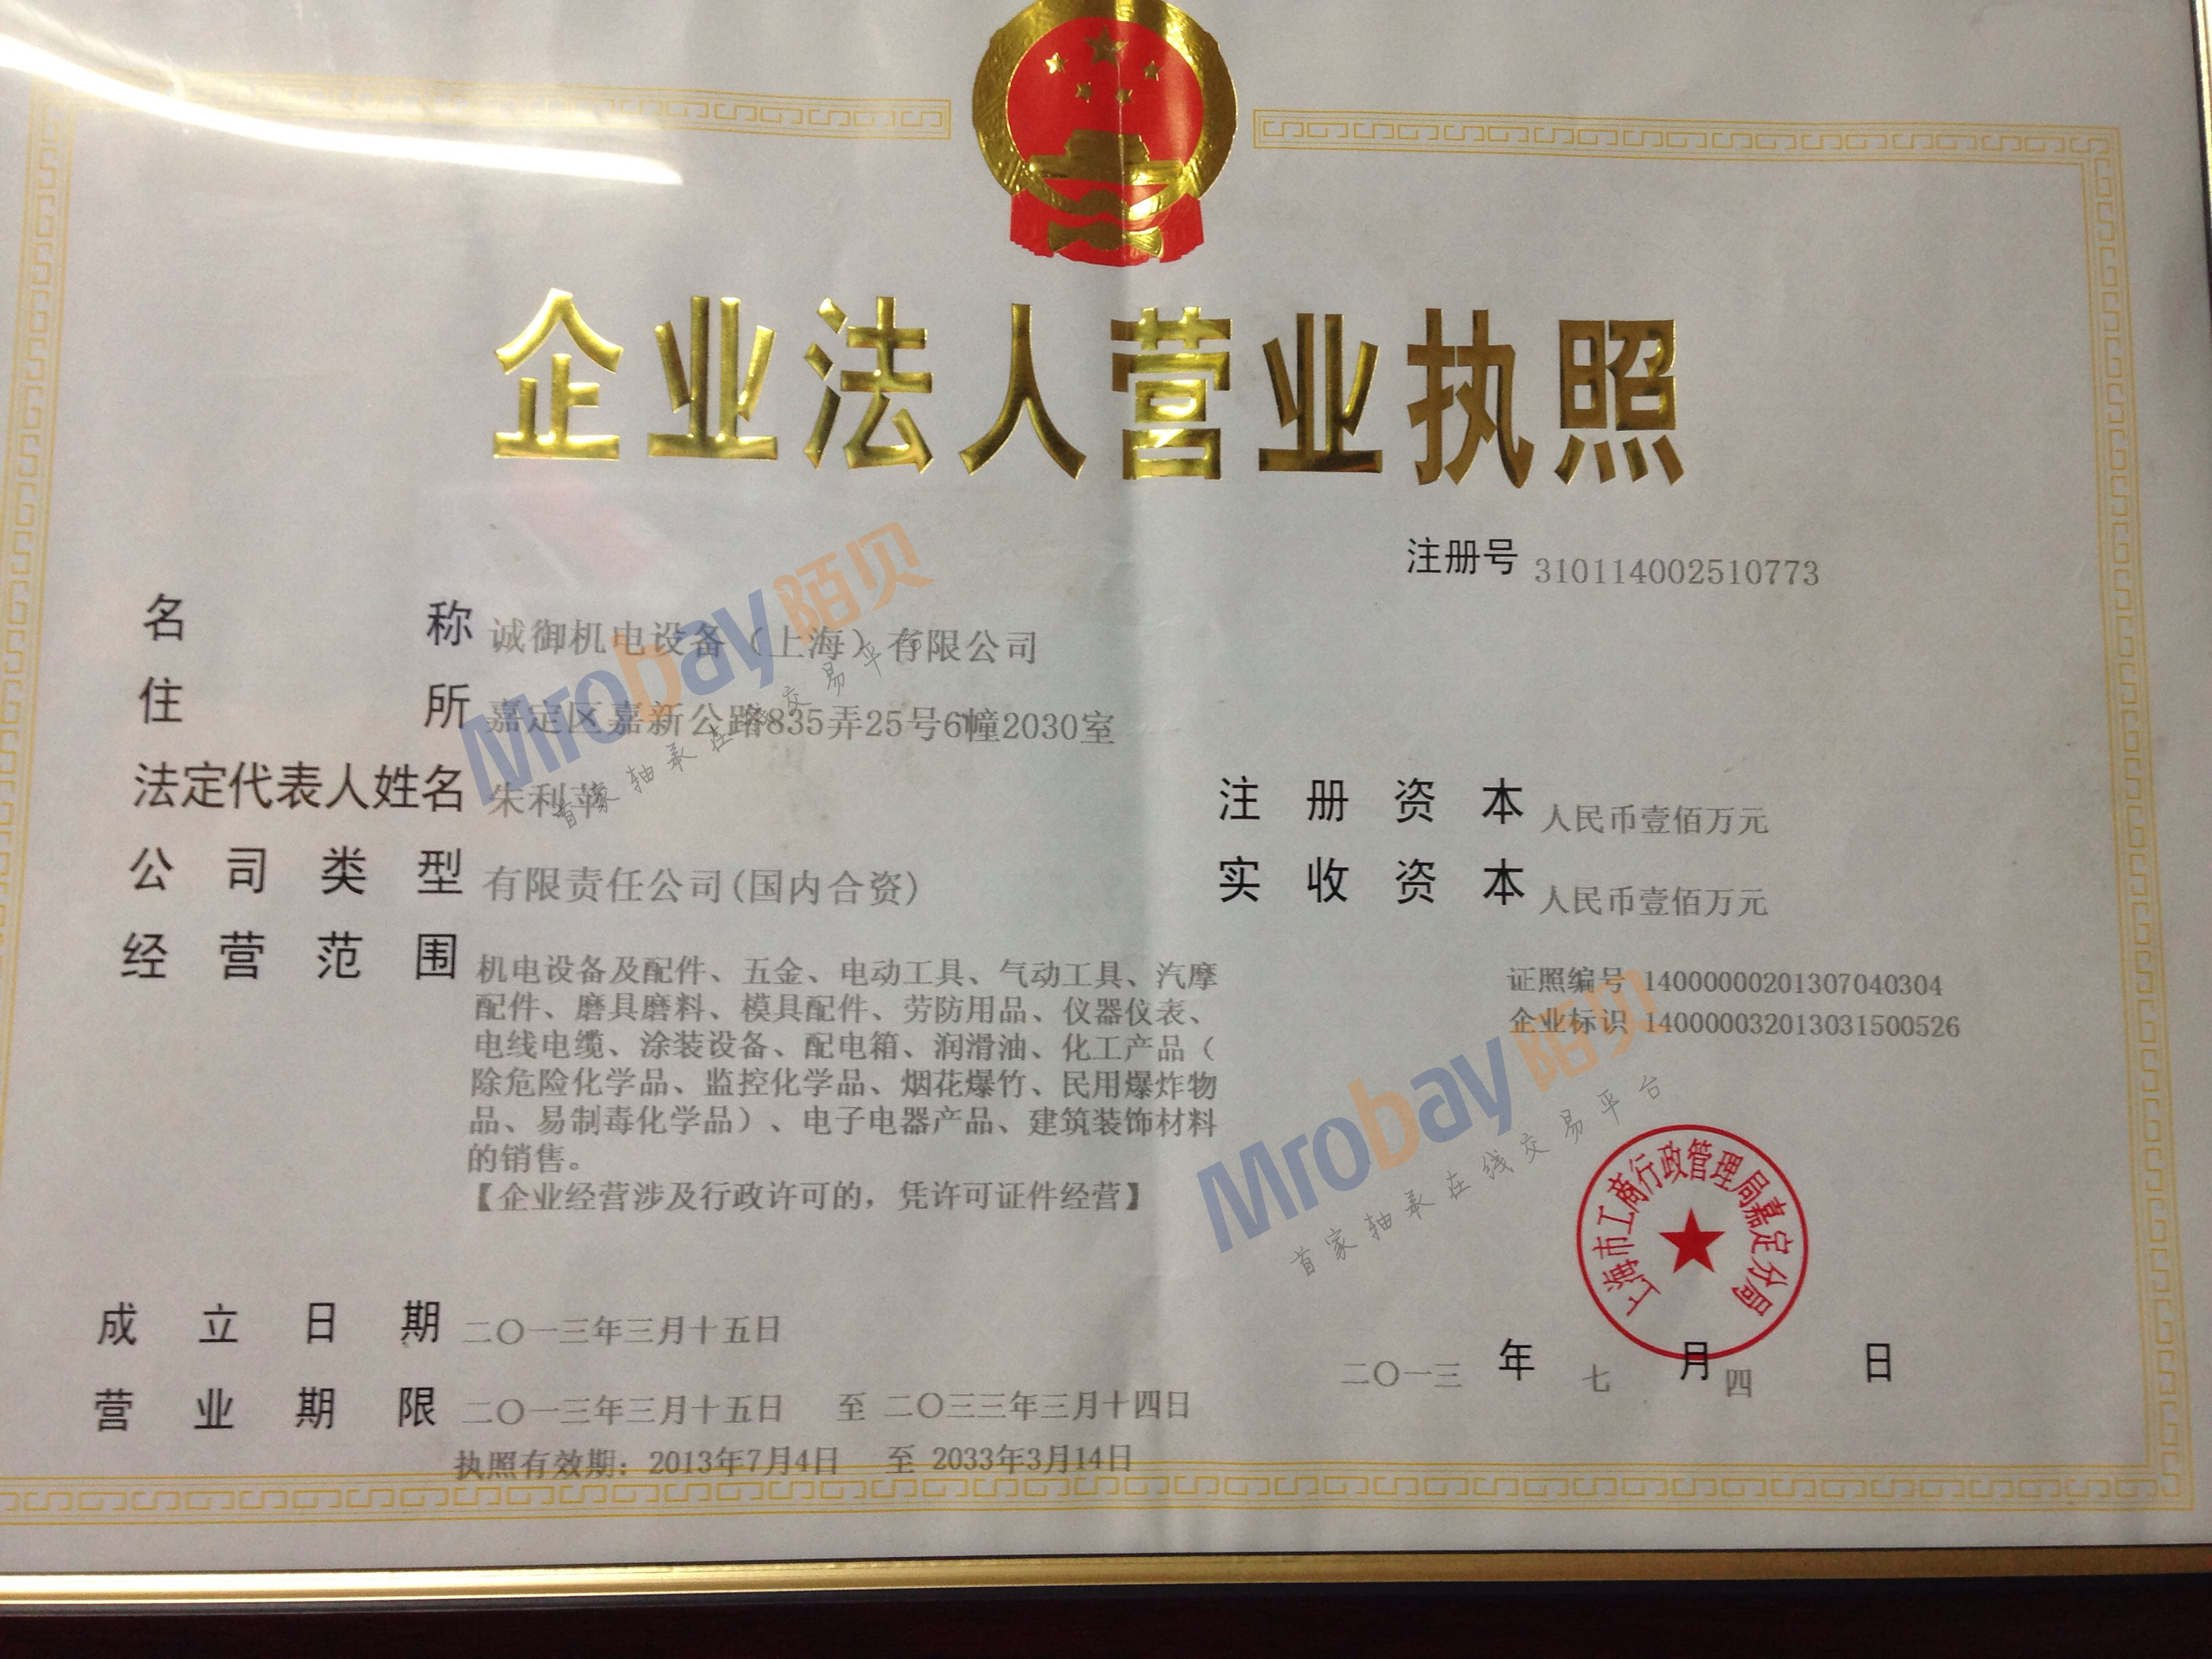 企业法人营业执照
注册号 310114002510773
名称 诚御机电设备（上海）有限公司
住所 嘉定区嘉新公路835弄25号6幢2030室
法定代表人姓名 朱利萍
注册资本 人民币壹佰万元
公司类型 有限责任公司(国内合资)
实收资本 人民币壹佰万元
经营范围 机电设备及配件、五金、电动工具、气动工具、汽摩
配件、磨具磨料、模具配件、劳防用品、仪器仪表、
电线电缆、涂装设备、配电箱、润滑油、化工产品（
除危险化学品、监控化学品、烟花爆竹、民用爆炸物
品、易制毒化学品）、电子电器产品、建筑装饰材料
的销售。
【企业经营涉及行政许可的，凭许可证件经营】
证照编号 14000000201307040304
企业标识 14000003201303150052​6
上海市工商行政管理局嘉定分局
成立日期 二〇一三年三月十五日
二〇一三年七月四日
营业期限 二〇一三年三月十五日 至 二〇三三年三月十四日
执照有效期：2013年7月4日 至 2033年3月14日
Mrobay陌贝
首家轴承在线交易平台
Mrobay陌贝
首家轴承在线交易平台